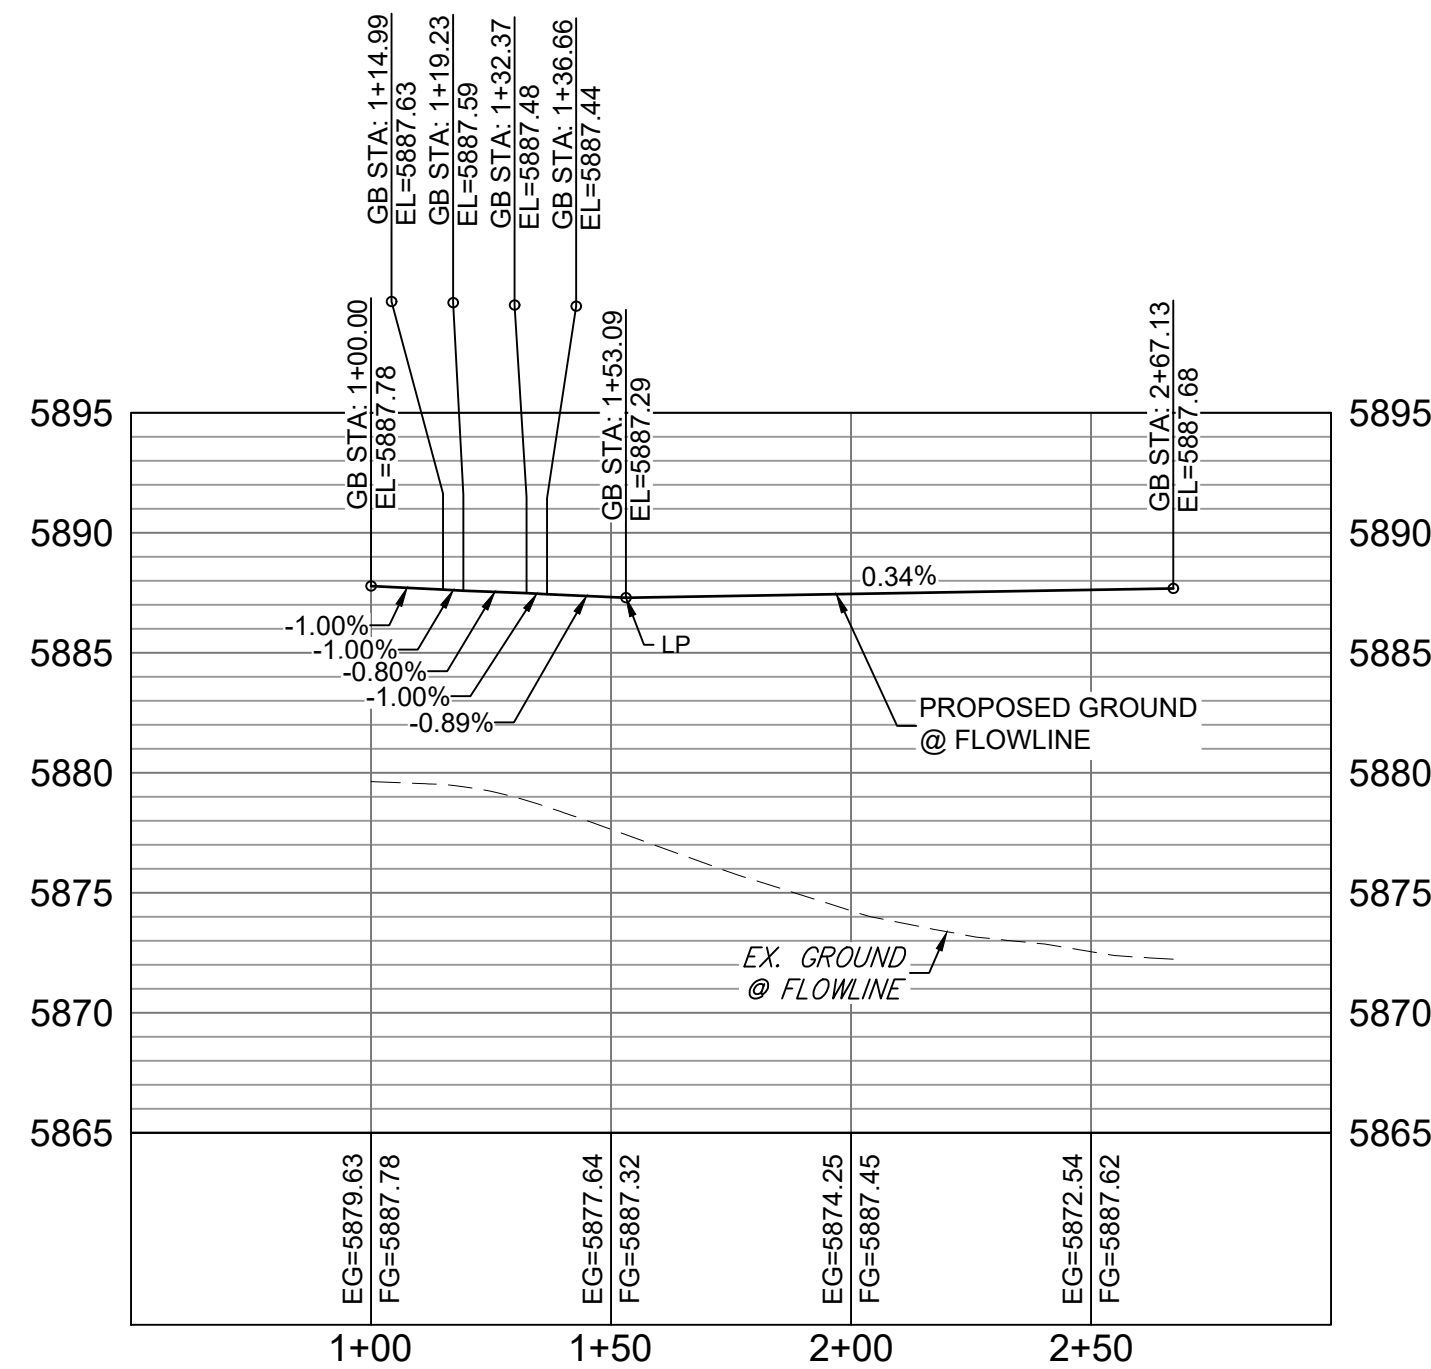 GB STA: 1+14.99
EL=5887.63
GB STA: 1+19.23
EL=5887.59
GB STA: 1+32.37
EL=5887.48
GB STA: 1+36.66
EL=5887.44
GB STA: 1+00.00
EL=5887.78
GB STA: 1+53.09
EL=5887.29
GB STA: 2+67.13
EL=5887.68
5895
5895
5890
5890
0.34%
-1.00%
-1.00%
-0.80%
-1.00%
-0.89%
LP
5885
5885
PROPOSED GROUND
@ FLOWLINE
5880
5880
5875
5875
EX. GROUND
@ FLOWLINE
5870
5870
5865
5865
EG=5879.63
FG=5887.78
EG=5877.64
FG=5887.32
EG=5874.25
FG=5887.45
EG=5872.54
FG=5887.62
1+00
1+50
2+00
2+50